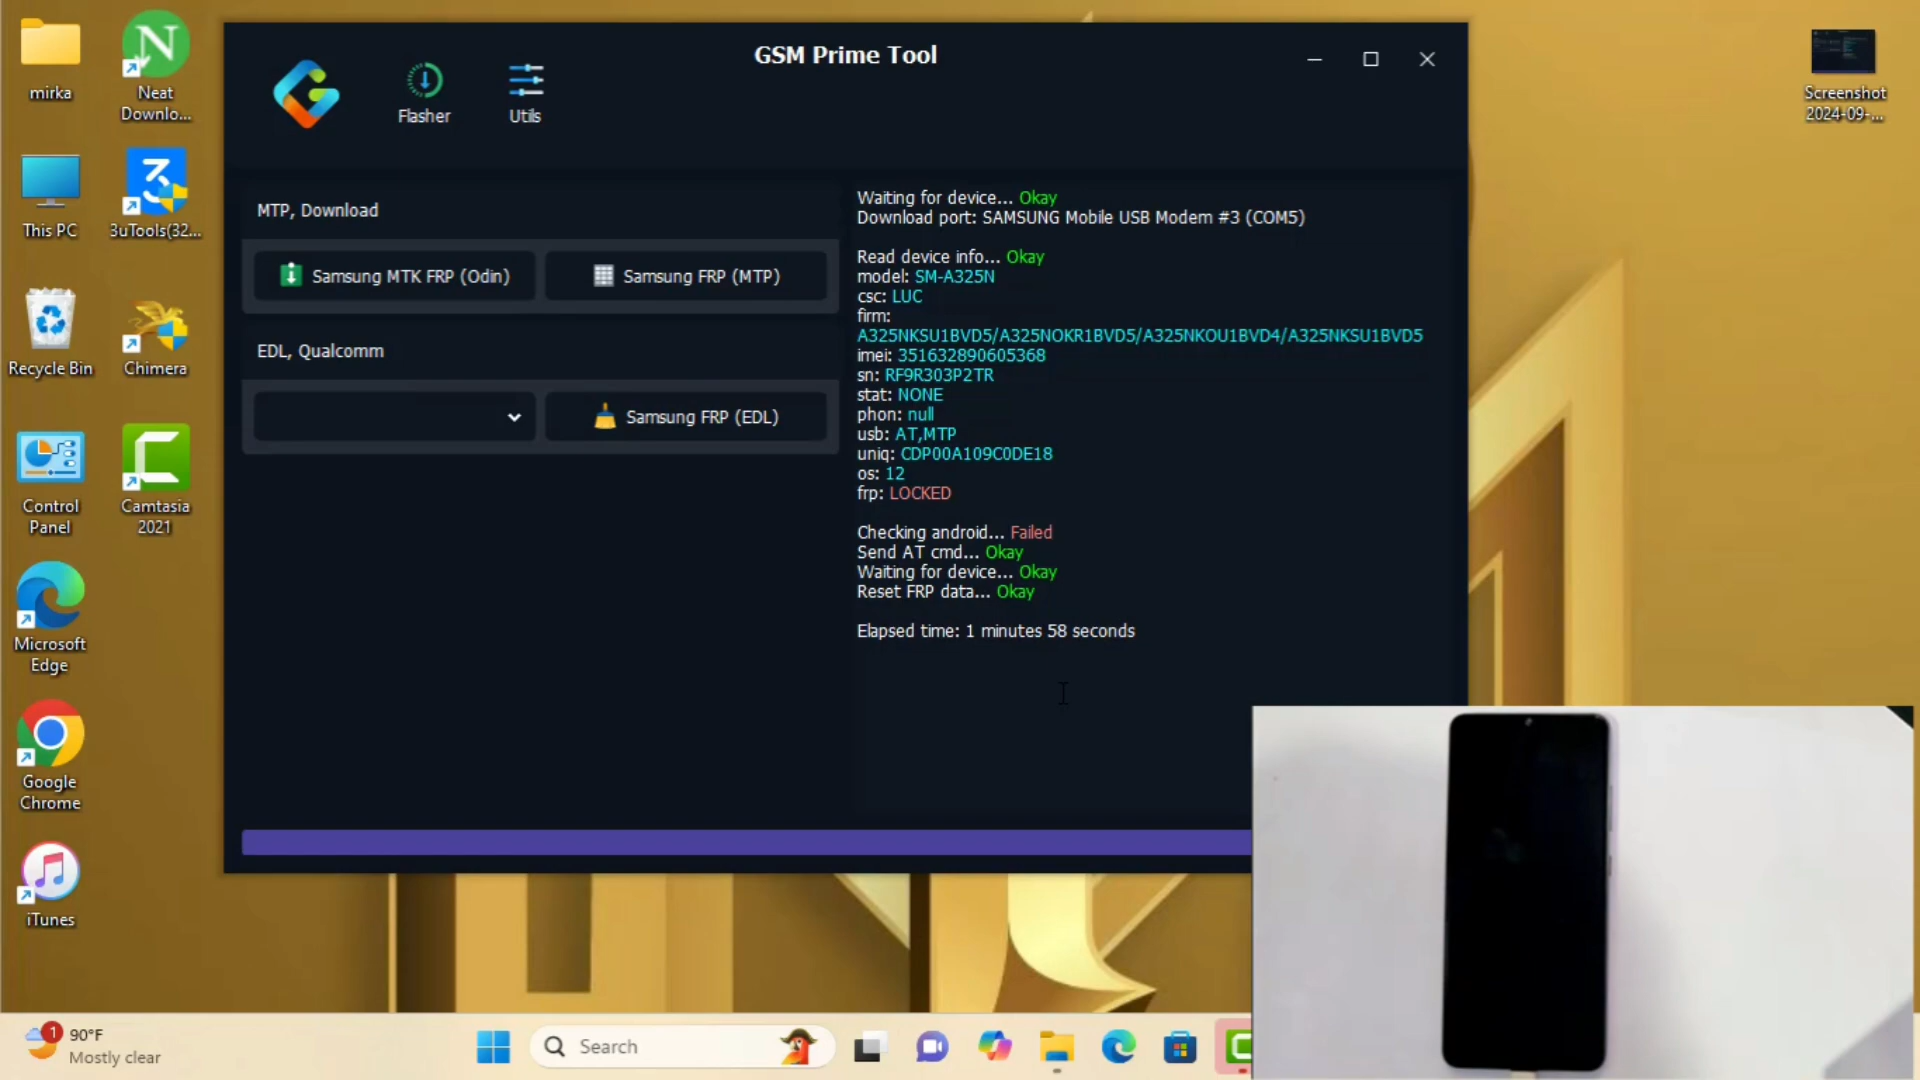 mirka
Neat
Downlo...
This PC
3uTools(32...
Recycle Bin
Chimera
Control
Panel
Camtasia
2021
Microsoft
Edge
Google
Chrome
iTunes
GSM Prime Tool
Flasher
Utils
MTP, Download
Samsung MTK FRP (Odin)
Samsung FRP (MTP)
EDL, Qualcomm
Samsung FRP (EDL)
Waiting for device... Okay
Download port: SAMSUNG Mobile USB Modem #3 (COM5)
Read device info... Okay
model: SM-A325N
csc: LUC
firm:
A325NKSU1BVD5/A325NOKR1BVD5/A325NKOU1BVD4/A325NKSU1BVD5
imei: 351632890605368
sn: RF9R303P2TR
stat: NONE
phon: null
usb: AT,MTP
uniq: CDP00A109C0DE18
os: 12
frp: LOCKED
Checking android... Failed
Send AT cmd... Okay
Waiting for device... Okay
Reset FRP data... Okay
Elapsed time: 1 minutes 58 seconds
Screenshot
2024-09-...
1
90°F
Mostly clear
Search